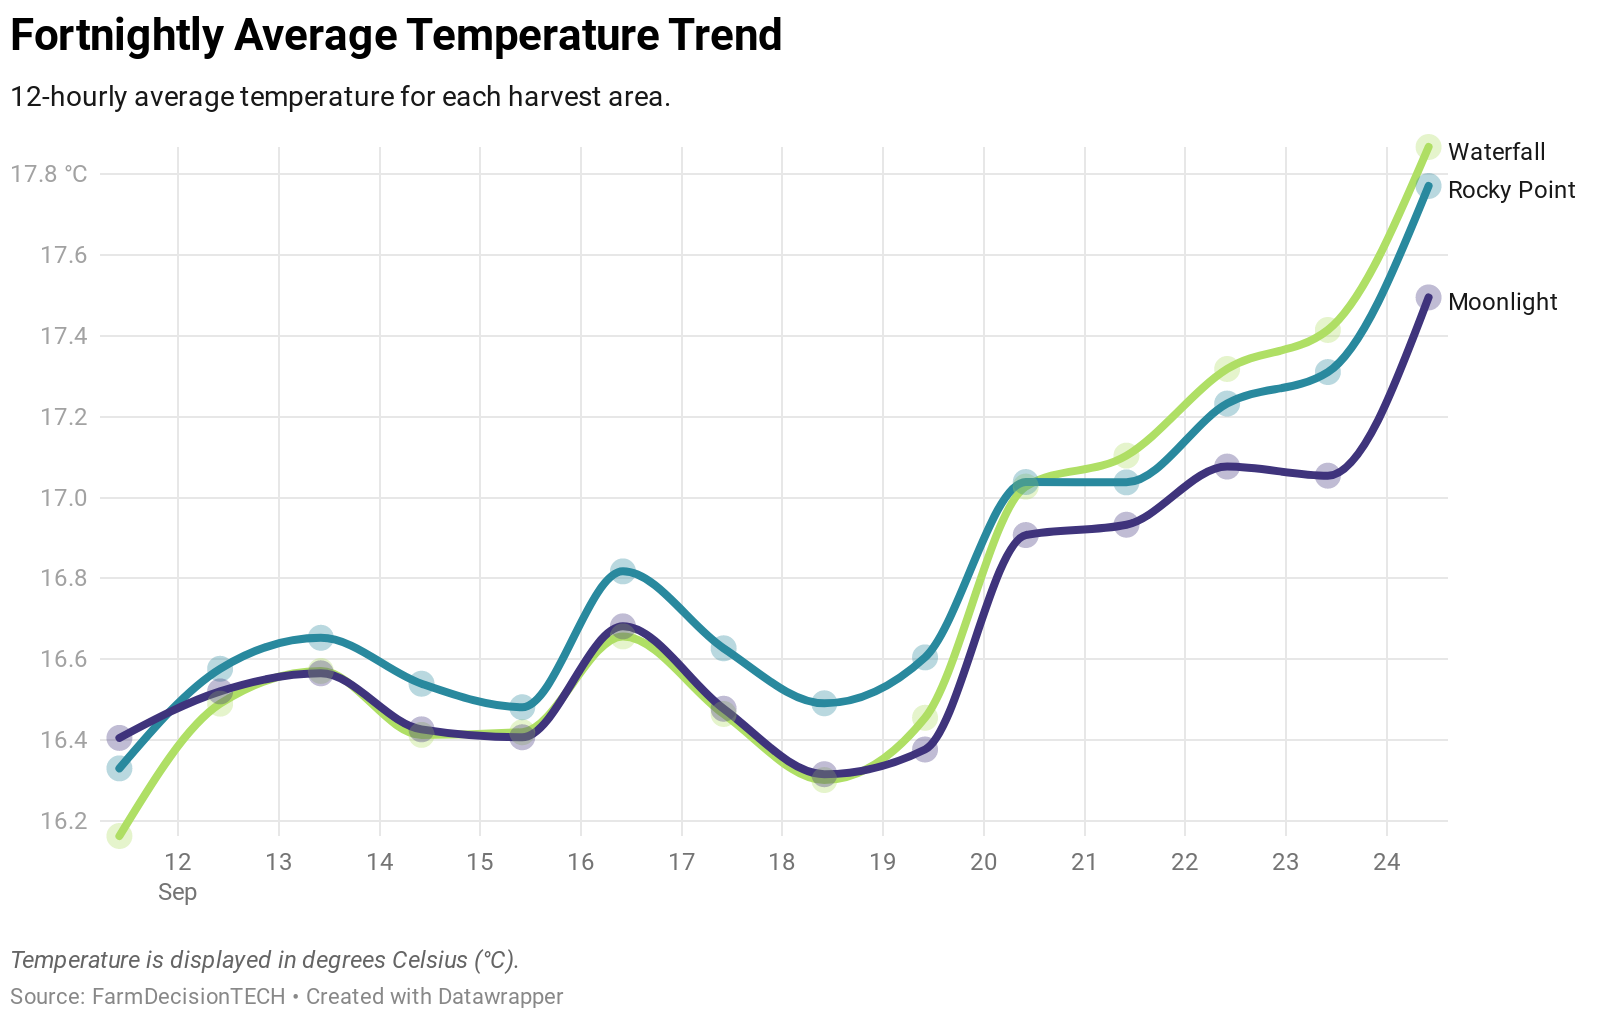 Fortnightly Average Temperature Trend
12-hourly average temperature for each harvest area.
17.8 °C
17.6
17.4
17.2
17.0
16.8
16.6
16.4
16.2
Waterfall
Rocky Point
Moonlight
12 13 14 15 16 17 18 19 20 21 22 23 24
Sep
Temperature is displayed in degrees Celsius (°C).
Source: FarmDecisionTECH • Created with Datawrapper